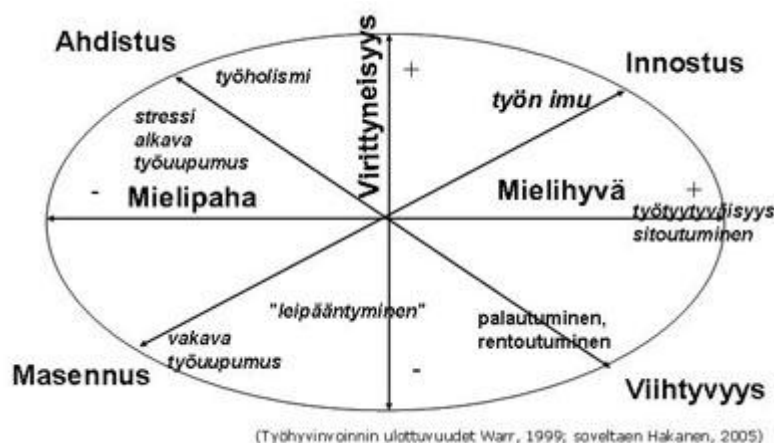 Ahdistus
Virittyneisyys
+
Innostus
työholismi
työn imu
stressi
alkava
työuupumus
-
Mielipaha
Mielihyvä
+
työtyytyväisyys
sitoutuminen
"leipääntyminen"
palautuminen,
rentoutuminen
vakava
työuupumus
-
Masennus
Viihtyvyys
(Työhyvinvoinnin ulottuvuudet Warr, 1999; soveltaen Hakanen, 2005)